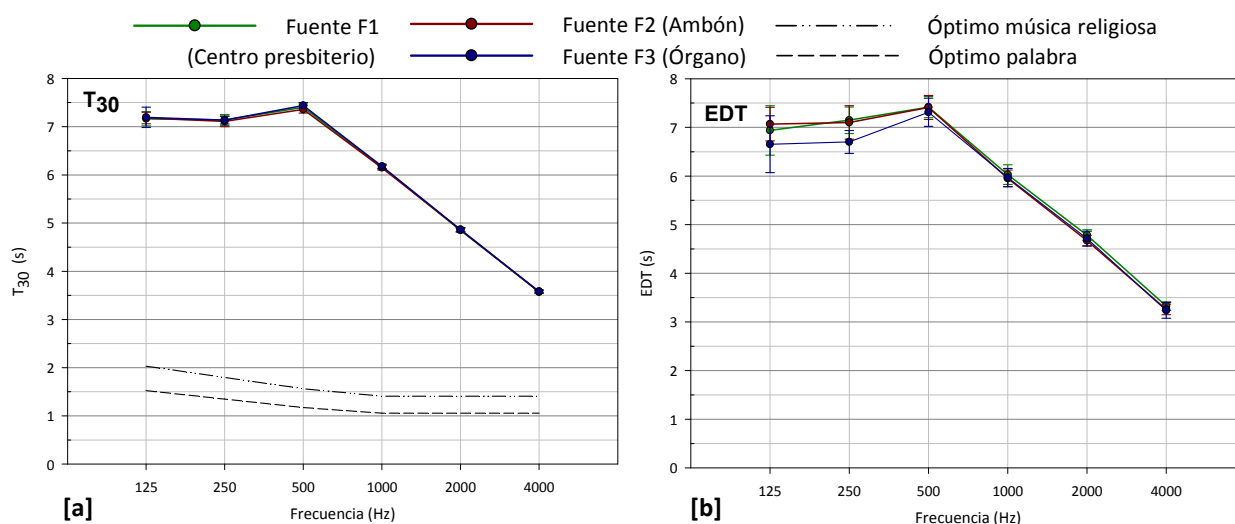 Fuente F1 Fuente F2 (Ambón) Óptimo música religiosa
(Centro presbiterio) Fuente F3 (Órgano) Óptimo palabra
T30
8
7
6
5
4
3
2
1
0
T30 (s)
125 250 500 1000 2000 4000
[a] Frecuencia (Hz)
EDT
8
7
6
5
4
3
2
1
0
EDT (s)
125 250 500 1000 2000 4000
[b] Frecuencia (Hz)